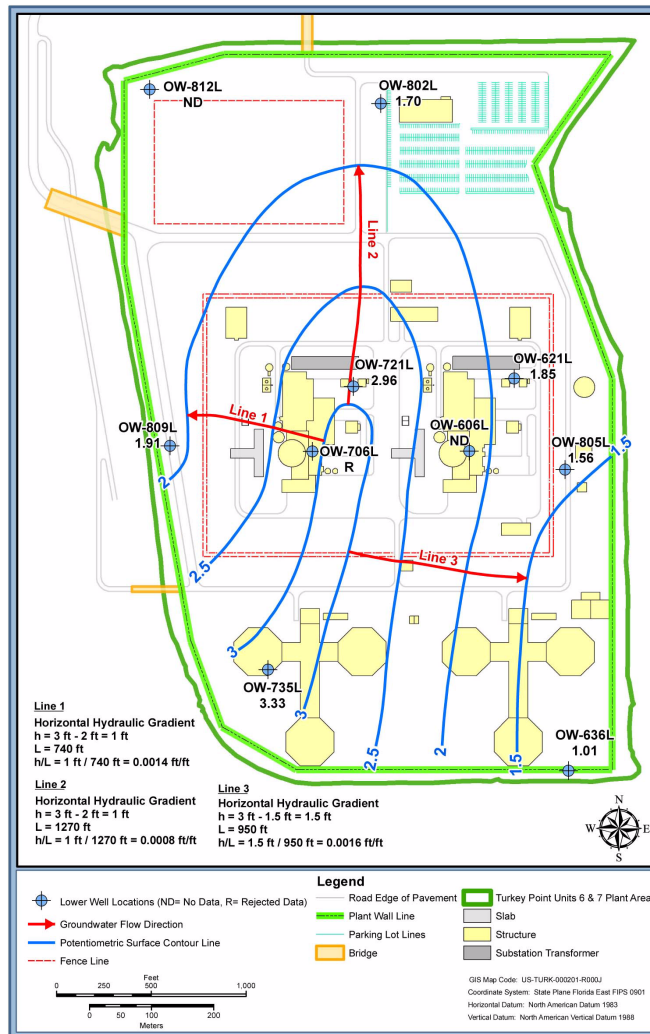 OW-812L
ND
OW-802L
1.70
Line 2
OW-721L
2.96
OW-621L
1.85
Line 1
OW-809L
1.91
OW-706L
R
OW-606L
ND
OW-805L
1.56
1.5
2
2.5
Line 3
3
OW-735L
3.33
3
2.5
2
1.5
OW-636L
1.01
Line 1
Horizontal Hydraulic Gradient
h = 3 ft - 2 ft = 1 ft
L = 740 ft
h/L = 1 ft / 740 ft = 0.0014 ft/ft
Line 2
Horizontal Hydraulic Gradient
h = 3 ft - 2 ft = 1 ft
L = 1270 ft
h/L = 1 ft / 1270 ft = 0.0008 ft/ft
Line 3
Horizontal Hydraulic Gradient
h = 3 ft - 1.5 ft = 1.5 ft
L = 950 ft
h/L = 1.5 ft / 950 ft = 0.0016 ft/ft
N
W E
S
Legend
Lower Well Locations (ND= No Data, R= Rejected Data)
Groundwater Flow Direction
Potentiometric Surface Contour Line
Fence Line
Road Edge of Pavement
Plant Wall Line
Parking Lot Lines
Bridge
Turkey Point Units 6 & 7 Plant Area
Slab
Structure
Substation Transformer
Feet
0 250 500 1,000
0 50 100 200
Meters
GIS Map Code: US-TURK-000201-R000J
Coordinate System: State Plane Florida East FIPS 0901
Horizontal Datum: North American Datum 1983
Vertical Datum: North American Vertical Datum 1988